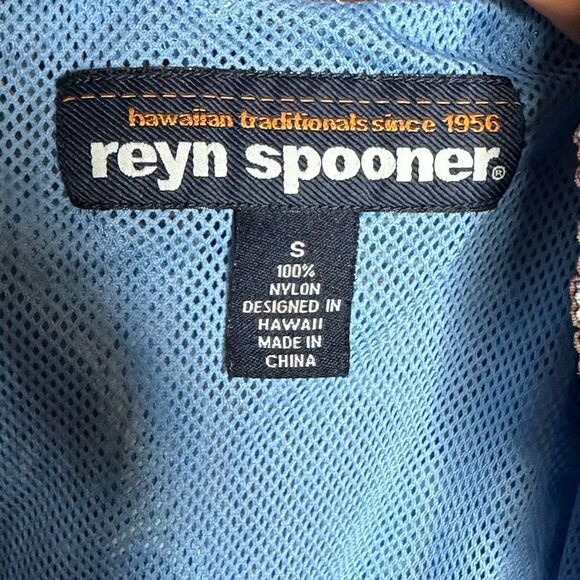 hawaiian traditionals since 1956
reyn spooner®
S
100%
NYLON
DESIGNED IN
HAWAII
MADE IN
CHINA